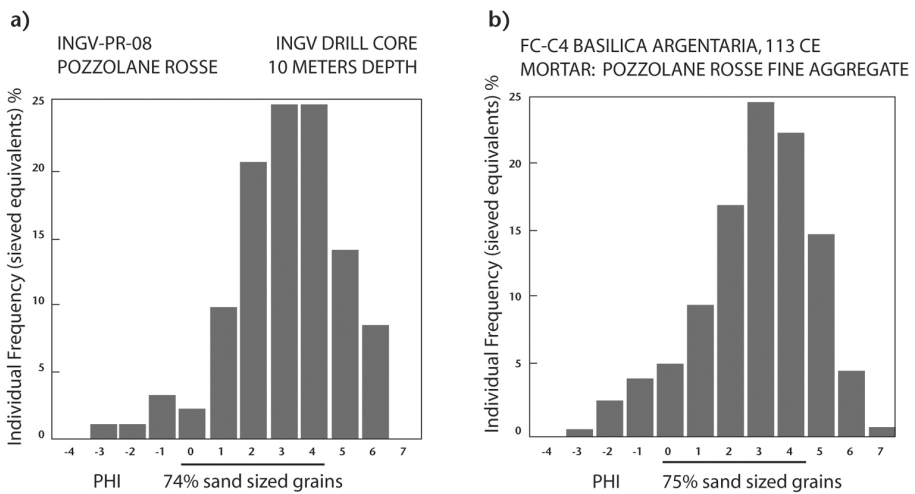 a)
INGV-PR-08
POZZOLANE ROSSE
INGV DRILL CORE
10 METERS DEPTH
Individual Frequency (sieved equivalents) %
25
20
15
10
5
0
-4 -3 -2 -1 0 1 2 3 4 5 6 7
PHI
74% sand sized grains
b)
FC-C4 BASILICA ARGENTARIA, 113 CE
MORTAR: POZZOLANE ROSSE FINE AGGREGATE
Individual Frequency (sieved equivalents) %
25
20
15
10
5
0
-4 -3 -2 -1 0 1 2 3 4 5 6 7
PHI
75% sand sized grains